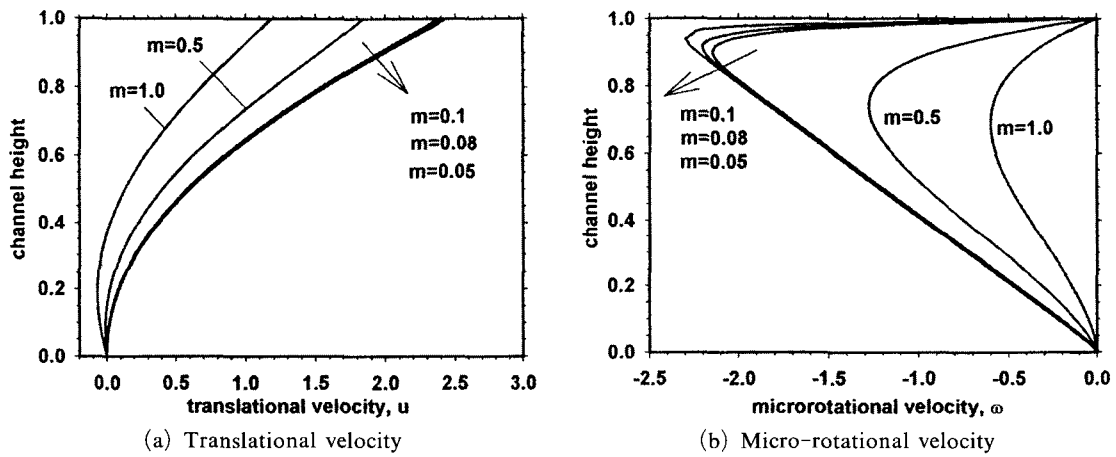 1.0
0.8
0.6
0.4
0.2
0.0
channel height
m=0.5
m=1.0
m=0.1
m=0.08
m=0.05
0.0 0.5 1.0 1.5 2.0 2.5 3.0
translational velocity, u
(a) Translational velocity
1.0
0.8
0.6
0.4
0.2
0.0
channel height
m=0.1
m=0.08
m=0.05
m=0.5
m=1.0
-2.5 -2.0 -1.5 -1.0 -0.5 0.0
microrotational velocity, ω
(b) Micro-rotational velocity